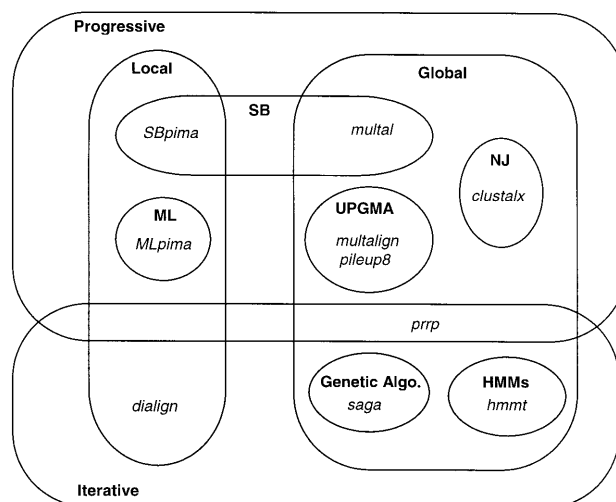 Progressive
Local
Global
SB
SBpima
multal
NJ
clustalx
ML
MLpima
UPGMA
multalign
pileup8
prrp
Genetic Algo.
saga
HMMs
hmmt
dialign
Iterative